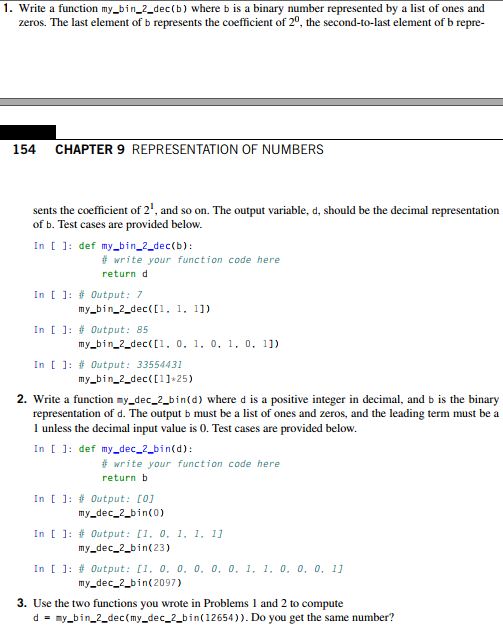 1. Write a function my_bin_2_dec(b) where b is a binary number represented by a list of ones and
zeros. The last element of b represents the coefficient of 2⁰, the second-to-last element of b repre-
154 CHAPTER 9 REPRESENTATION OF NUMBERS
sents the coefficient of 2¹, and so on. The output variable, d, should be the decimal representation
of b. Test cases are provided below.
In [ ]: def my_bin_2_dec(b):
# write your function code here
return d
In [ ]: # Output: 7
my_bin_2_dec([1, 1, 1])
In [ ]: # Output: 85
my_bin_2_dec([1, 0, 1, 0, 1, 0, 1])
In [ ]: # Output: 33554431
my_bin_2_dec([1]*25)
2. Write a function my_dec_2_bin(d) where d is a positive integer in decimal, and b is the binary
representation of d. The output b must be a list of ones and zeros, and the leading term must be a
1 unless the decimal input value is 0. Test cases are provided below.
In [ ]: def my_dec_2_bin(d):
# write your function code here
return b
In [ ]: # Output: [0]
my_dec_2_bin(0)
In [ ]: # Output: [1, 0, 1, 1, 1]
my_dec_2_bin(23)
In [ ]: # Output: [1, 0, 0, 0, 0, 0, 1, 1, 0, 0, 0, 1]
my_dec_2_bin(2097)
3. Use the two functions you wrote in Problems 1 and 2 to compute
d = my_bin_2_dec(my_dec_2_bin(12654)). Do you get the same number?